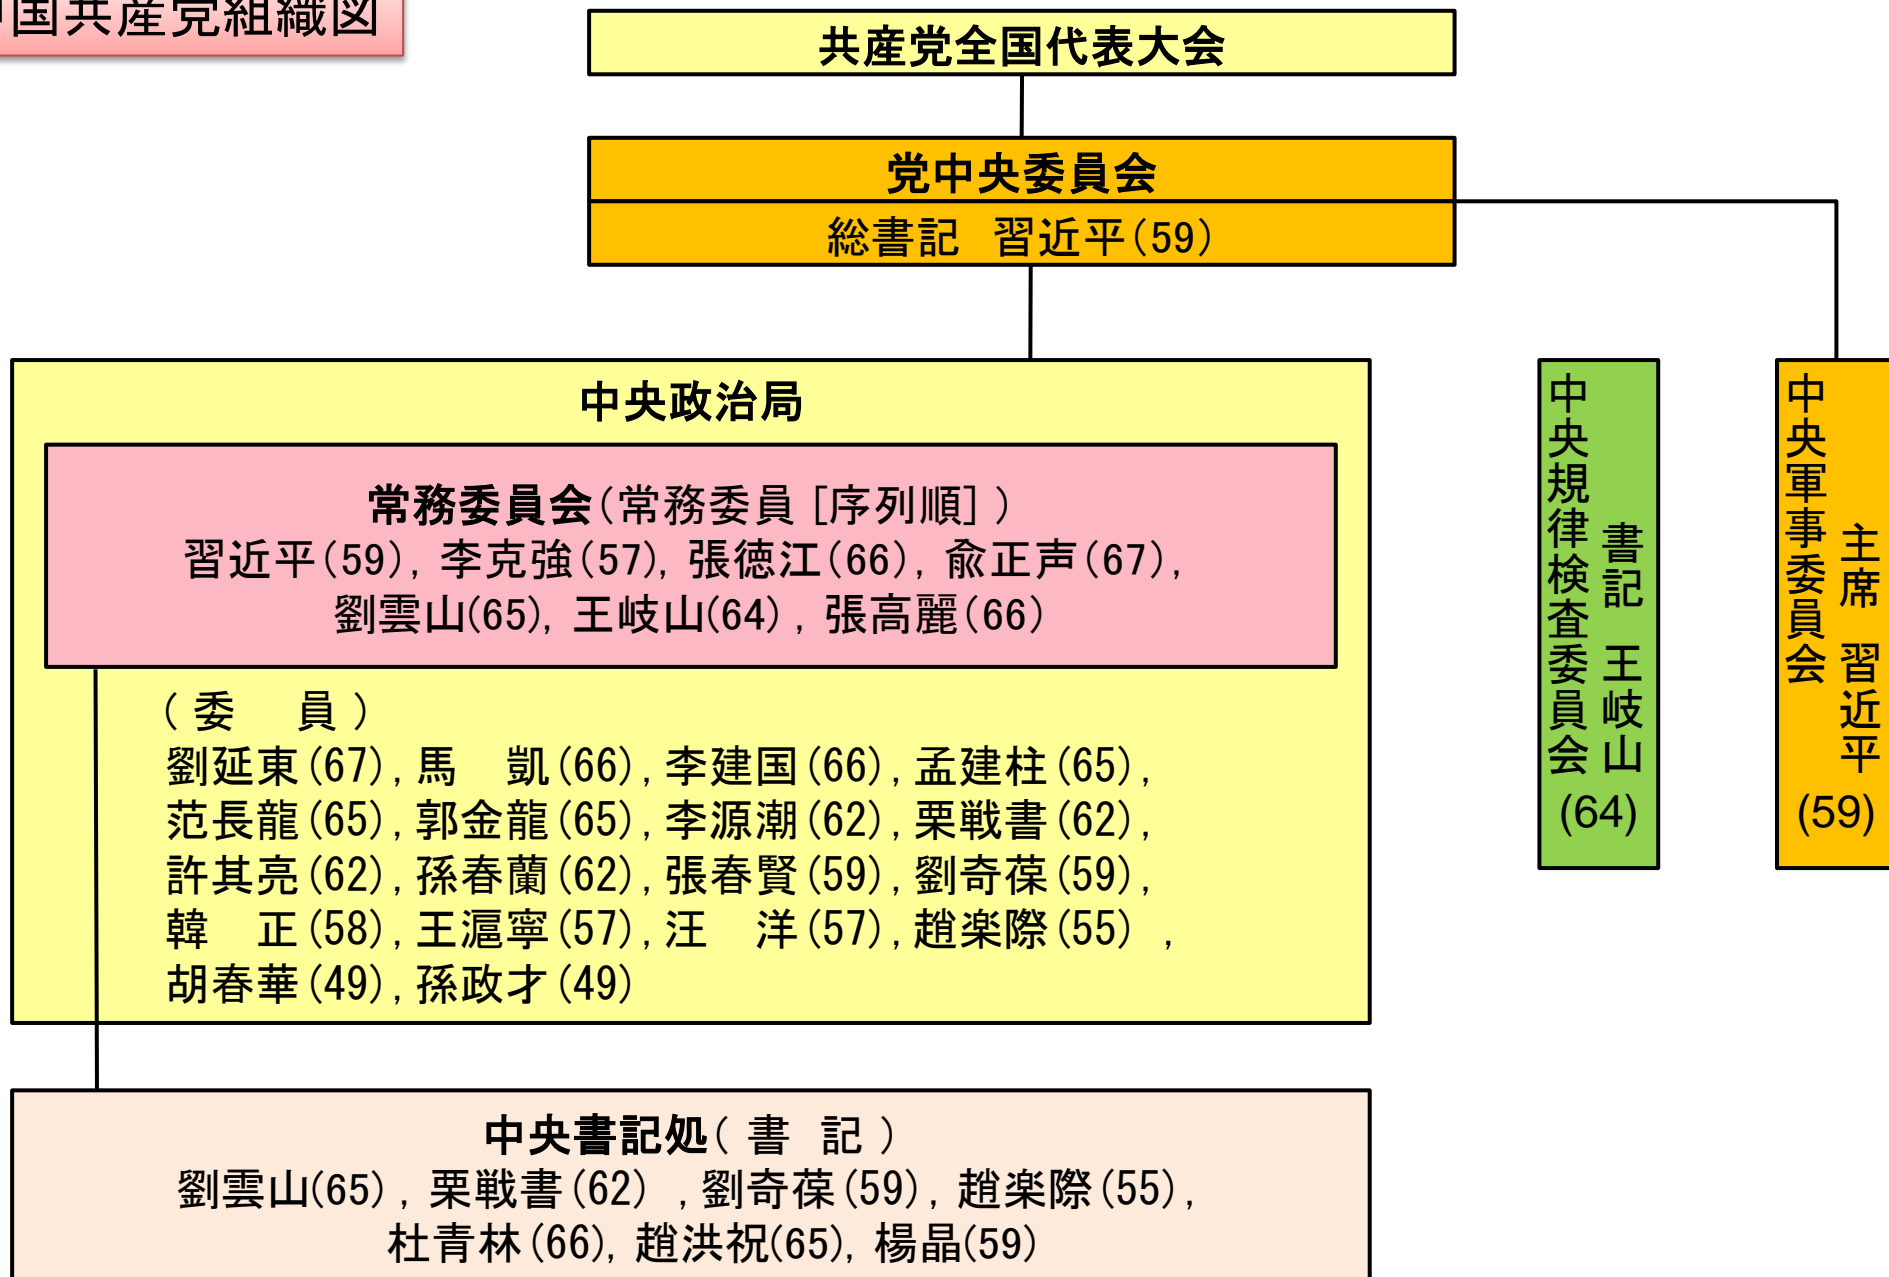 中国共産党組織図
共産党全国代表大会
党中央委員会
総書記　習近平(59)
中央政治局
常務委員会(常務委員[序列順])
習近平(59), 李克強(57), 張徳江(66), 兪正声(67),
劉雲山(65), 王岐山(64), 張高麗(66)
(委　員)
劉延東(67), 馬　凱(66), 李建国(66), 孟建柱(65),
范長龍(65), 郭金龍(65), 李源潮(62), 栗戦書(62),
許其亮(62), 孫春蘭(62), 張春賢(59), 劉奇葆(59),
韓　正(58), 王滬寧(57), 汪　洋(57), 趙楽際(55),
胡春華(49), 孫政才(49)
中央書記処(書 記)
劉雲山(65), 栗戦書(62), 劉奇葆(59), 趙楽際(55),
杜青林(66), 趙洪祝(65), 楊晶(59)
中央規律検査委員会
書記 王岐山(64)
中央軍事委員会
主席 習近平(59)